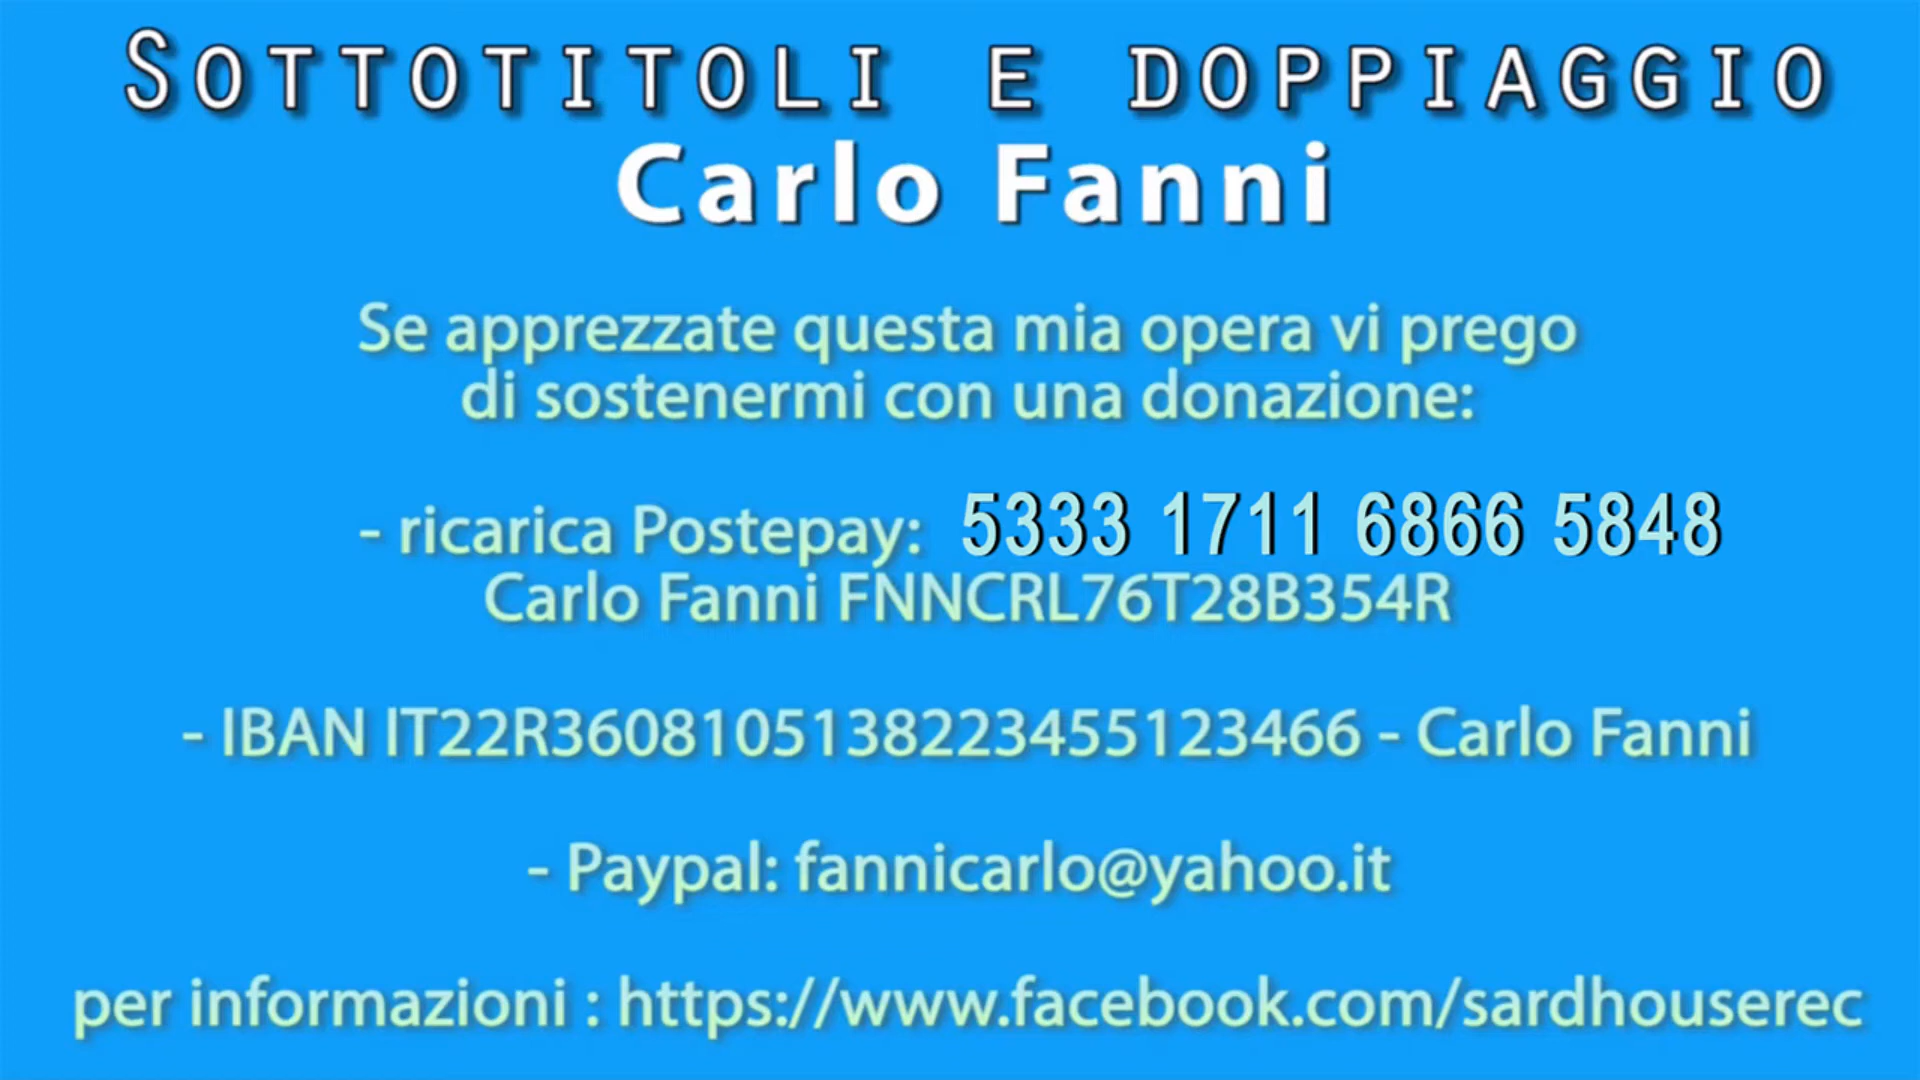 SOTTOTITOLI E DOPPIAGGIO
Carlo Fanni
Se apprezzate questa mia opera vi prego
di sostenermi con una donazione:
- ricarica Postepay: 5333 1711 6866 5848
Carlo Fanni FNNCRL76T28B354R
- IBAN IT22R3608105138223455123466 - Carlo Fanni
- Paypal: fannicarlo@yahoo.it
per informazioni : https://www.facebook.com/sardhouserec